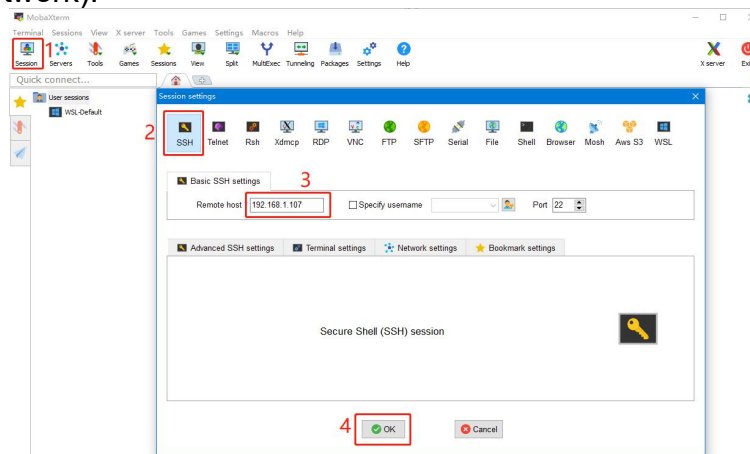 twork):
MobaXterm
Terminal Sessions View X server Tools Games Settings Macros Help
1
Session Servers Tools Games Sessions View Split MultiExec Tunneling Packages Settings Help X server Exi
Quick connect...
User sessions
WSL-Default
Session settings
2
SSH Telnet Rsh Xdmcp RDP VNC FTP SFTP Serial File Shell Browser Mosh Aws S3 WSL
Basic SSH settings 3
Remote host * 192.168.1.107 Specify username Port 22
Advanced SSH settings Terminal settings Network settings Bookmark settings
Secure Shell (SSH) session
4 OK Cancel